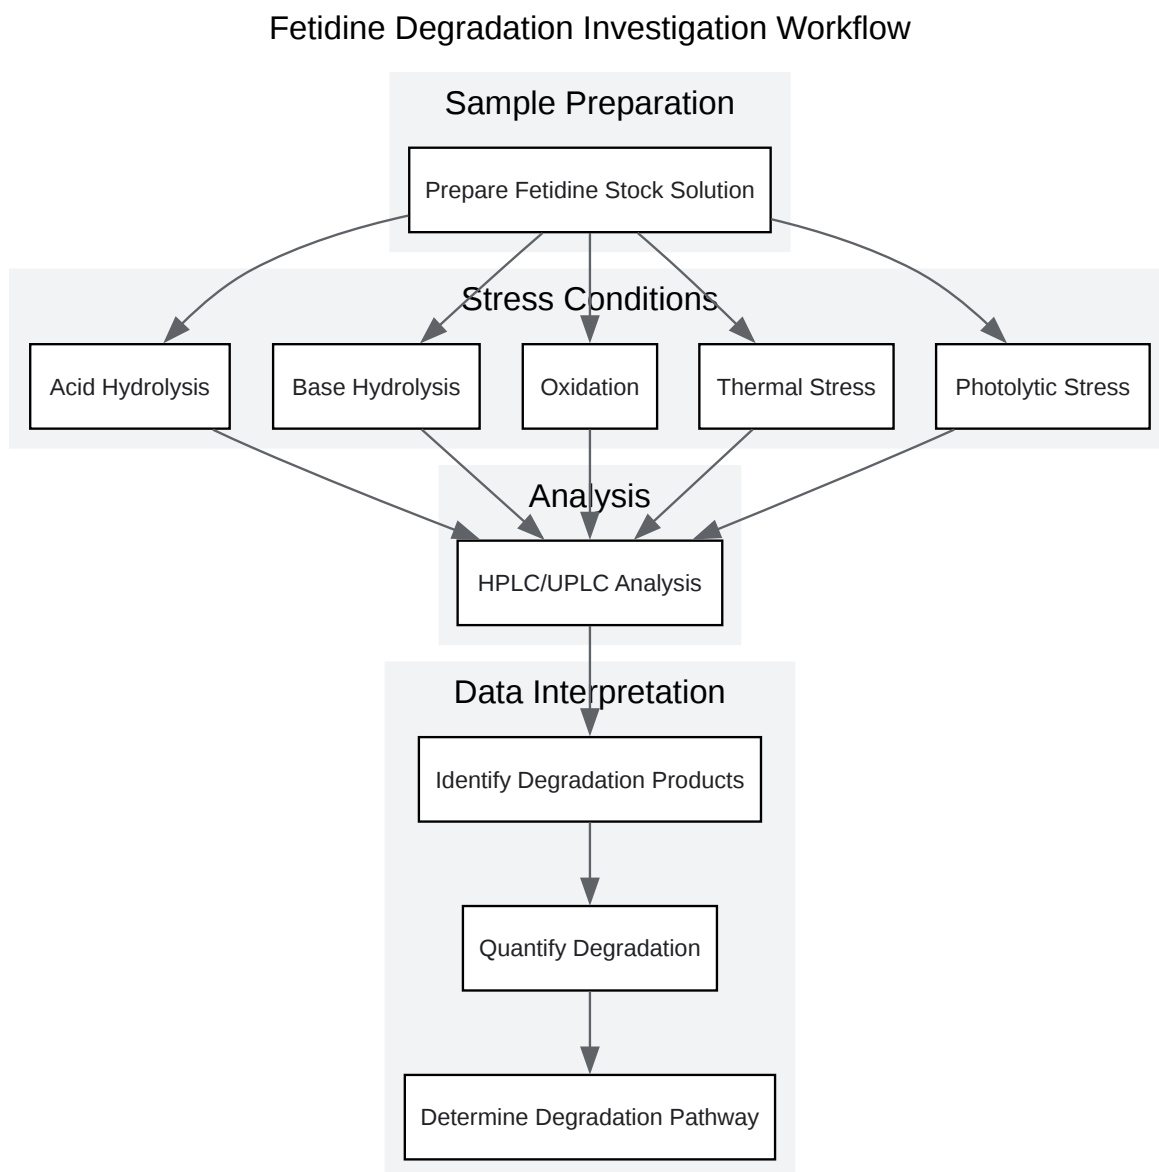 Fetidine Degradation Investigation Workflow
Sample Preparation
Prepare Fetidine Stock Solution
Stress Conditions
Acid Hydrolysis
Base Hydrolysis
Oxidation
Thermal Stress
Photolytic Stress
Analysis
HPLC/UPLC Analysis
Data Interpretation
Identify Degradation Products
Quantify Degradation
Determine Degradation Pathway